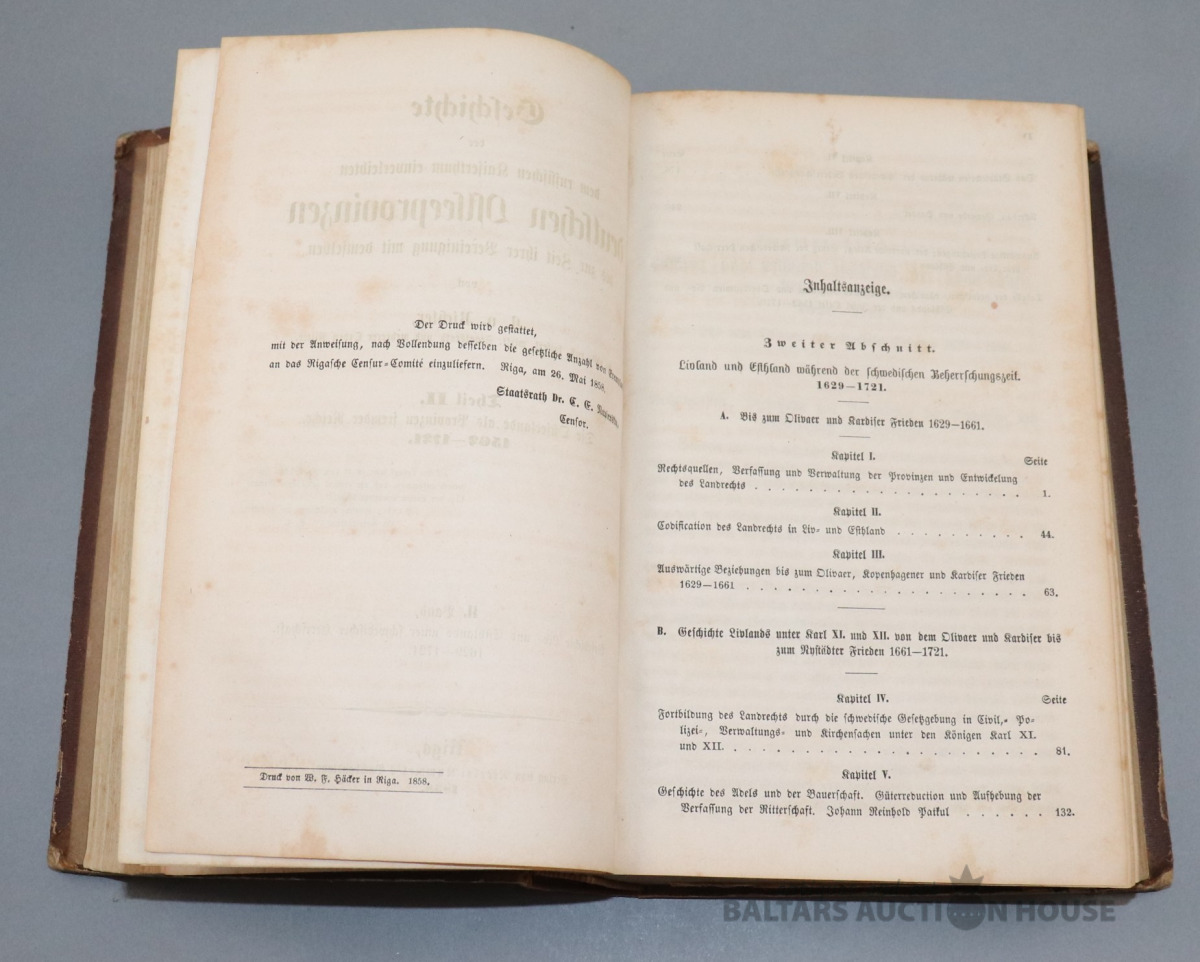 Der Druck wird gestattet,
mit der Anweisung, nach Vollendung desselben die gesetzliche Anzahl von
an das Rigasche Censur-Comité einzuliefern. Riga, am 26. Mai 1858.
Staatsrath Dr. C. E.
Censor.
Druck von W. F. Häcker in Riga. 1858.
Inhaltsanzeige.
Zweiter Abschnitt.
Livland und Esthland während der schwedischen Beherrschungszeit.
1629—1721.
A. Bis zum Olivaer und Kardiser Frieden 1629—1661.
Kapitel I.
Seite
Rechtsquellen, Verfassung und Verwaltung der Provinzen und Entwickelung
des Landrechts . . . . . . . . . . . . . . . . . . . . 1.
Kapitel II.
Codification des Landrechts in Liv- und Esthland . . . . . . . . . . 44.
Kapitel III.
Auswärtige Beziehungen bis zum Olivaer, Kopenhagener und Kardiser Frieden
1629—1661 . . . . . . . . . . . . . . . . . . . . . 63.
B. Geschichte Livlands unter Karl XI. und XII. von dem Olivaer und Kardiser bis
zum Nystädter Frieden 1661—1721.
Kapitel IV.
Seite
Fortbildung des Landrechts durch die schwedische Gesetzgebung in Civil-, Po-
lizei-, Verwaltungs- und Kirchensachen unter den Königen Karl XI.
und XII. . . . . . . . . . . . . . . . . . . . . . . . 81.
Kapitel V.
Geschichte des Adels und der Bauerschaft. Güterreduction und Aufhebung der
Verfassung der Ritterschaft. Johann Reinhold Patkul . . . . . . 132.
BALTARS AUCTION HOUSE